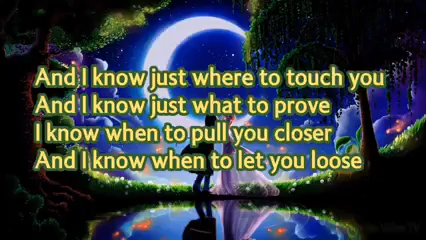 And I know just where to touch you
And I know just what to prove
I know when to pull you closer
And I know when to let you loose